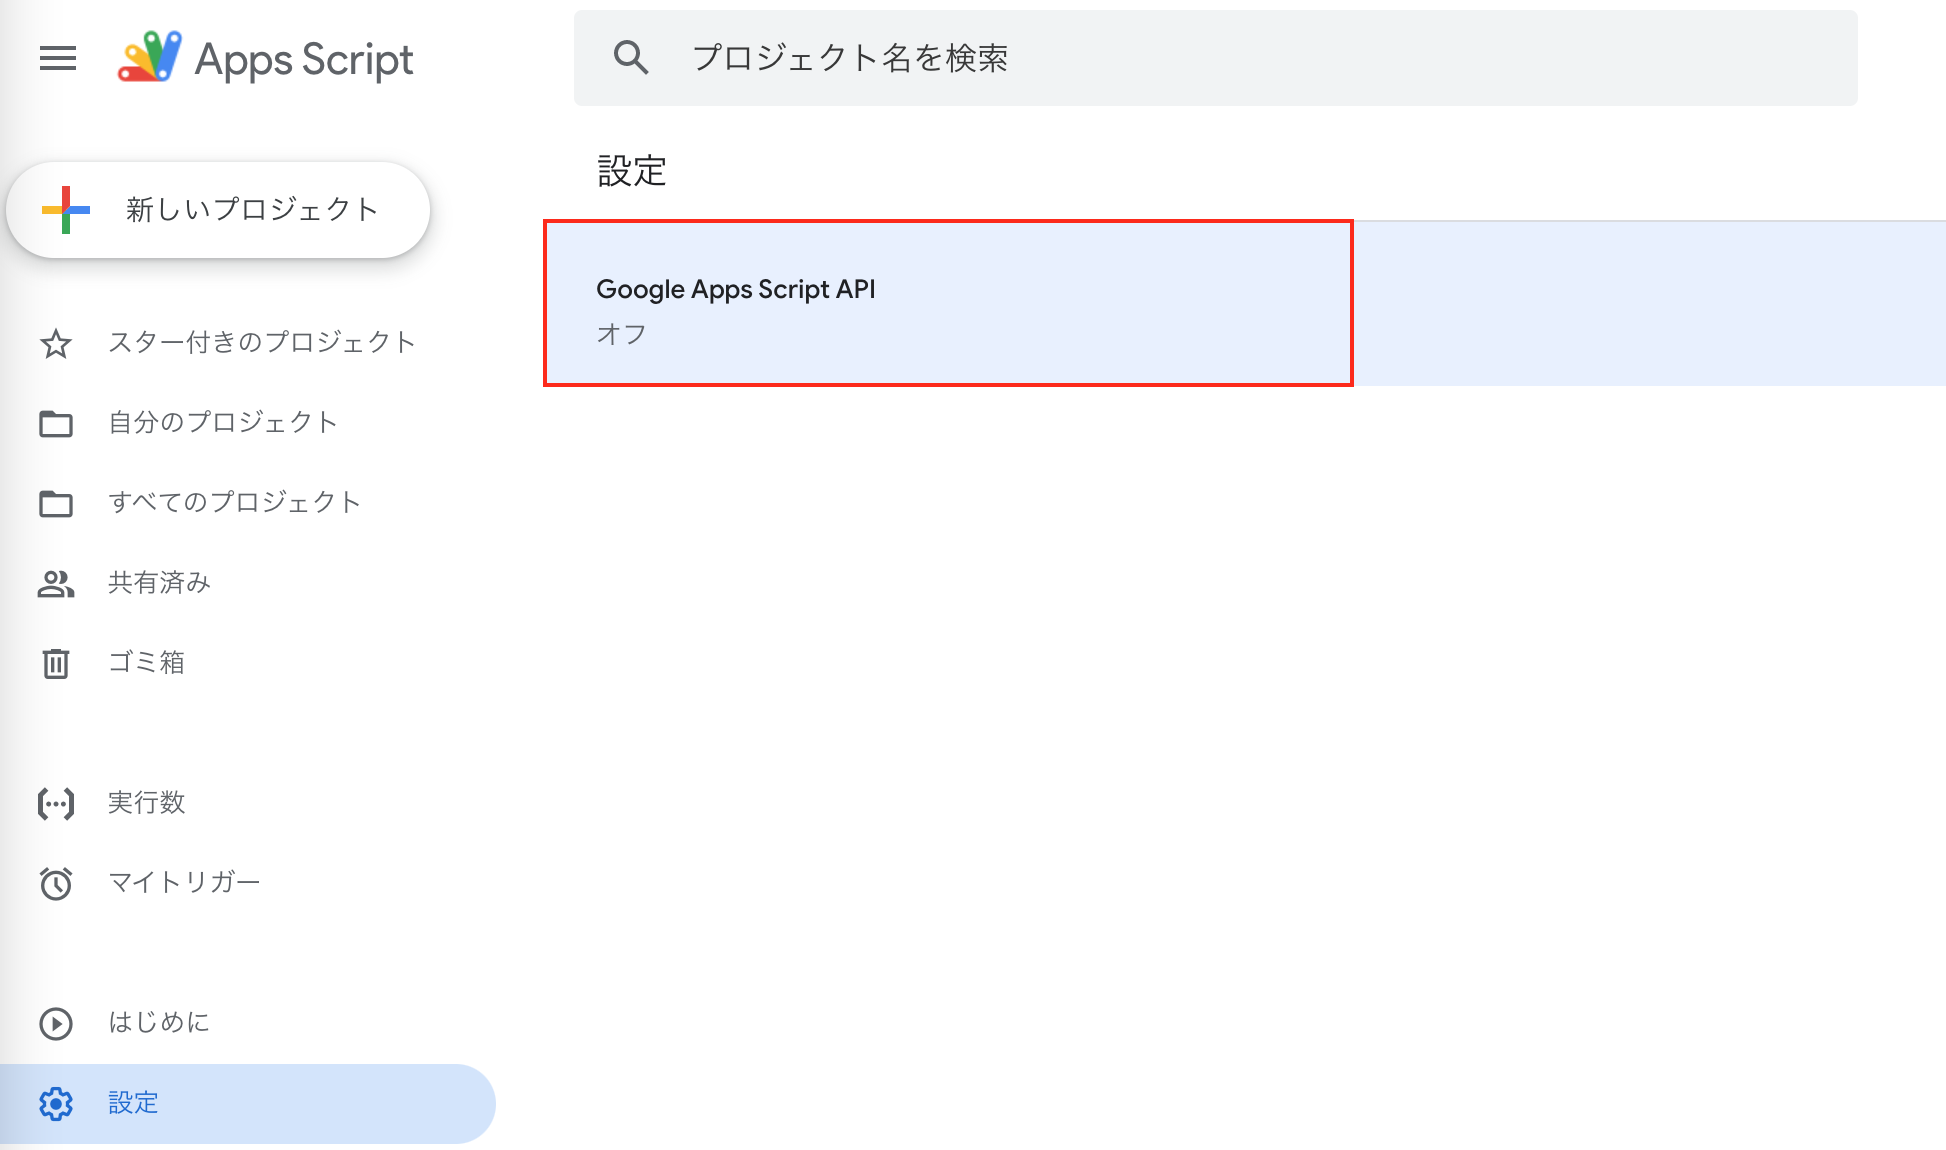 Apps Script
プロジェクト名を検索
新しいプロジェクト
スター付きのプロジェクト
自分のプロジェクト
すべてのプロジェクト
共有済み
ゴミ箱
実行数
マイトリガー
はじめに
設定
設定
Google Apps Script API
オフ